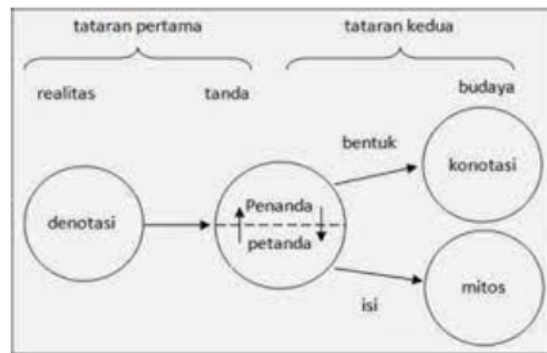 tataran pertama
tataran kedua
realitas
tanda
budaya
bentuk
konotasi
denotasi
Penanda
petanda
isi
mitos